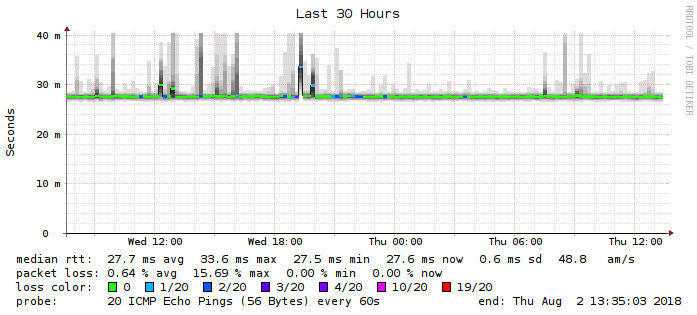 Last 30 Hours
RRDTOOL / TOBI OETIKER
Seconds
40 m
30 m
20 m
10 m
0
Wed 12:00 Wed 18:00 Thu 00:00 Thu 06:00 Thu 12:00
median rtt: 27.7 ms avg 33.6 ms max 27.5 ms min 27.6 ms now 0.6 ms sd 48.8 am/s
packet loss: 0.64 % avg 15.69 % max 0.00 % min 0.00 % now
loss color: 0 1/20 2/20 3/20 4/20 10/20 19/20
probe: 20 ICMP Echo Pings (56 Bytes) every 60s end: Thu Aug 2 13:35:03 2018